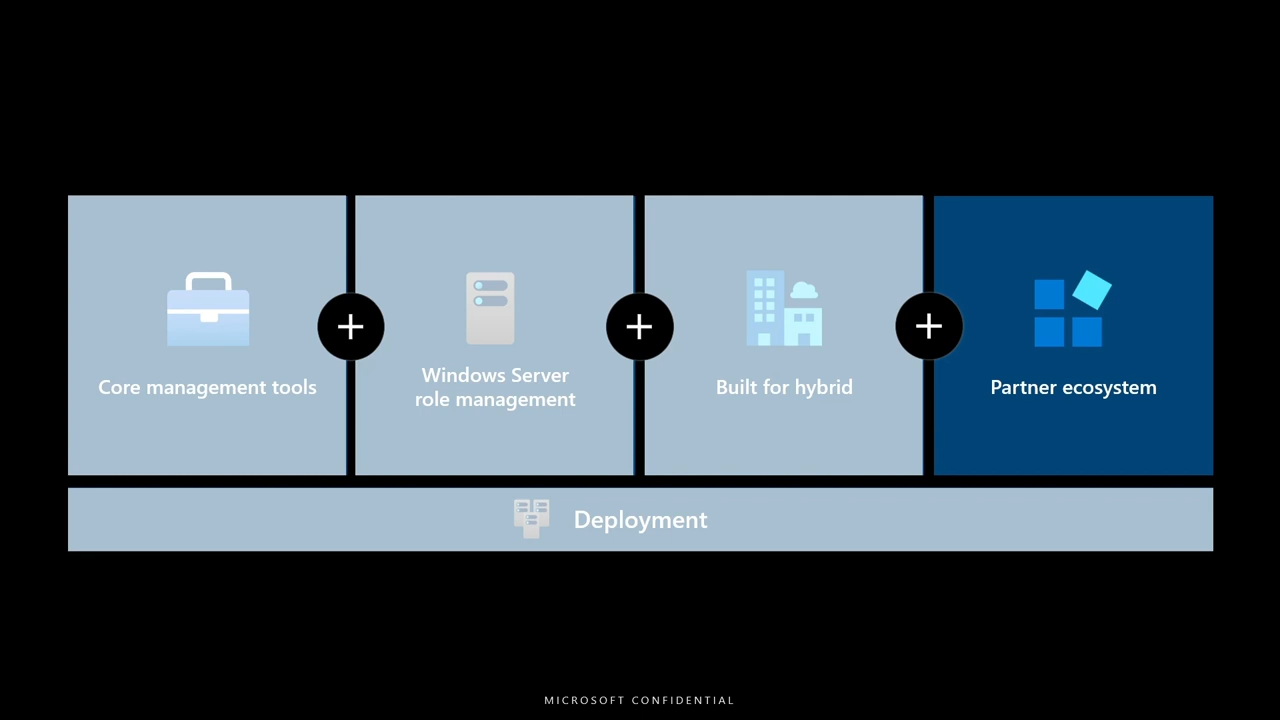 Core management tools
Windows Server
role management
Built for hybrid
Partner ecosystem
Deployment
MICROSOFT CONFIDENTIAL